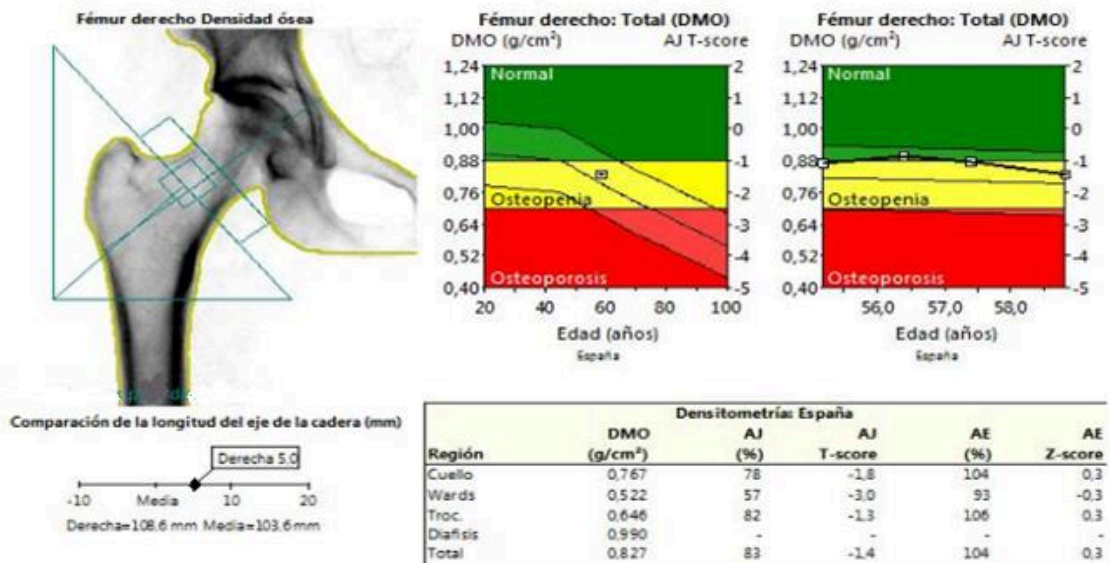 Fémur derecho Densidad ósea
Comparación de la longitud del eje de la cadera (mm)
Derecha 5.0
-10 Media 10 20
Derecha=108,6 mm Media=103,6 mm
Fémur derecho: Total (DMO)
DMO (g/cm²) AJ T-score
1,24 Normal 2
1,12 1
1,00 0
0,88 -1
0,76 -2
Osteopenia
0,64 -3
0,52 -4
Osteoporosis
0,40 -5
20 40 60 80 100
Edad (años)
España
Fémur derecho: Total (DMO)
DMO (g/cm²) AJ T-score
1,24 Normal 2
1,12 1
1,00 0
0,88 -1
0,76 -2
Osteopenia
0,64 -3
0,52 -4
Osteoporosis
0,40 -5
56,0 57,0 58,0
Edad (años)
España
Densitometría: España
DMO AJ AJ AE AE
Región (g/cm²) (%) T-score (%) Z-score
Cuello 0,767 78 -1,8 104 0,3
Wards 0,522 57 -3,0 93 -0,3
Troc. 0,646 82 -1,3 106 0,3
Diafisis 0,990 - - - -
Total 0,827 83 -1,4 104 0,3